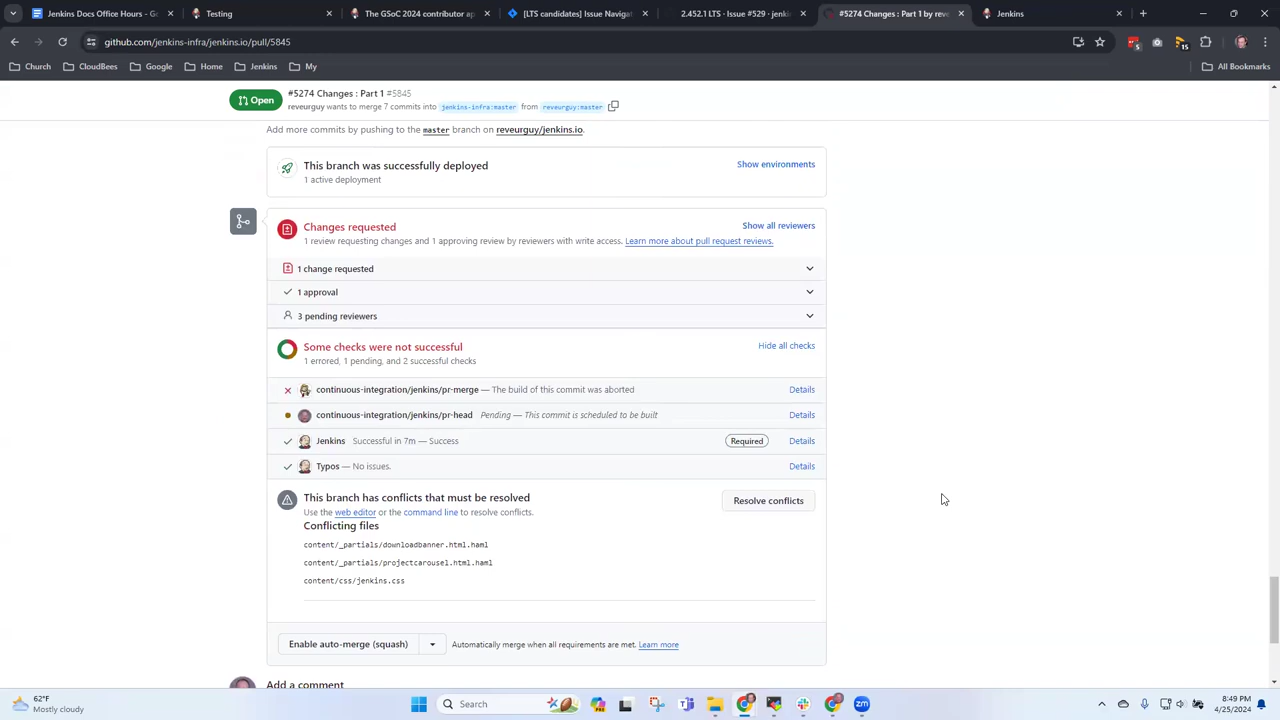 Jenkins Docs Office Hours - G
Testing
The GSoC 2024 contributor ap
[LTS candidates] Issue Navigat
2.452.1 LTS · Issue #529 · jenkin
#5274 Changes : Part 1 by reve
Jenkins
github.com/jenkins-infra/jenkins.io/pull/5845
5
15
Church
CloudBees
Google
Home
Jenkins
My
All Bookmarks
Open
#5274 Changes : Part 1 #5845
reveurguy wants to merge 7 commits into jenkins-infra:master from reveurguy:master
Add more commits by pushing to the master branch on reveurguy/jenkins.io.
This branch was successfully deployed
Show environments
1 active deployment
Changes requested
Show all reviewers
1 review requesting changes and 1 approving review by reviewers with write access. Learn more about pull request reviews.
1 change requested
1 approval
3 pending reviewers
Some checks were not successful
Hide all checks
1 errored, 1 pending, and 2 successful checks
continuous-integration/jenkins/pr-merge — The build of this commit was aborted
Details
continuous-integration/jenkins/pr-head Pending — This commit is scheduled to be built
Details
Jenkins Successful in 7m — Success
Required
Details
Typos — No issues.
Details
This branch has conflicts that must be resolved
Resolve conflicts
Use the web editor or the command line to resolve conflicts.
Conflicting files
content/_partials/downloadbanner.html.haml
content/_partials/projectcarousel.html.haml
content/css/jenkins.css
Enable auto-merge (squash)
Automatically merge when all requirements are met. Learn more
Add a comment
62°F
Mostly cloudy
Search
8:49 PM
4/25/2024